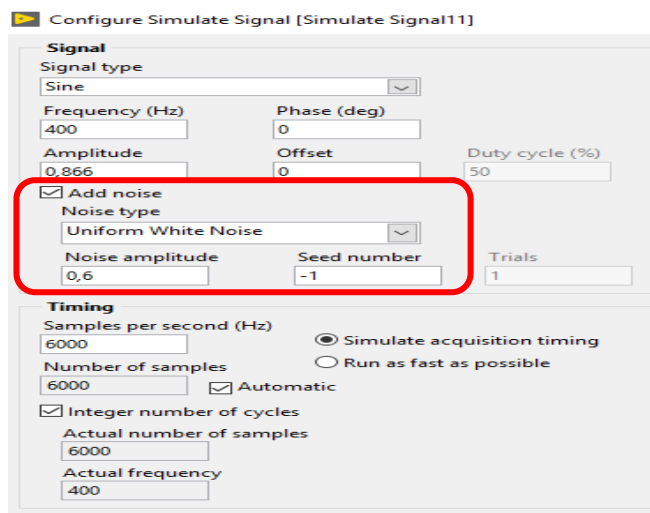 Configure Simulate Signal [Simulate Signal11]
Signal
Signal type
Sine
Frequency (Hz) Phase (deg)
400 0
Amplitude Offset Duty cycle (%)
0,866 0 50
Add noise
Noise type
Uniform White Noise
Noise amplitude Seed number Trials
0,6 -1 1
Timing
Samples per second (Hz)
6000 Simulate acquisition timing
Number of samples Run as fast as possible
6000 Automatic
Integer number of cycles
Actual number of samples
6000
Actual frequency
400